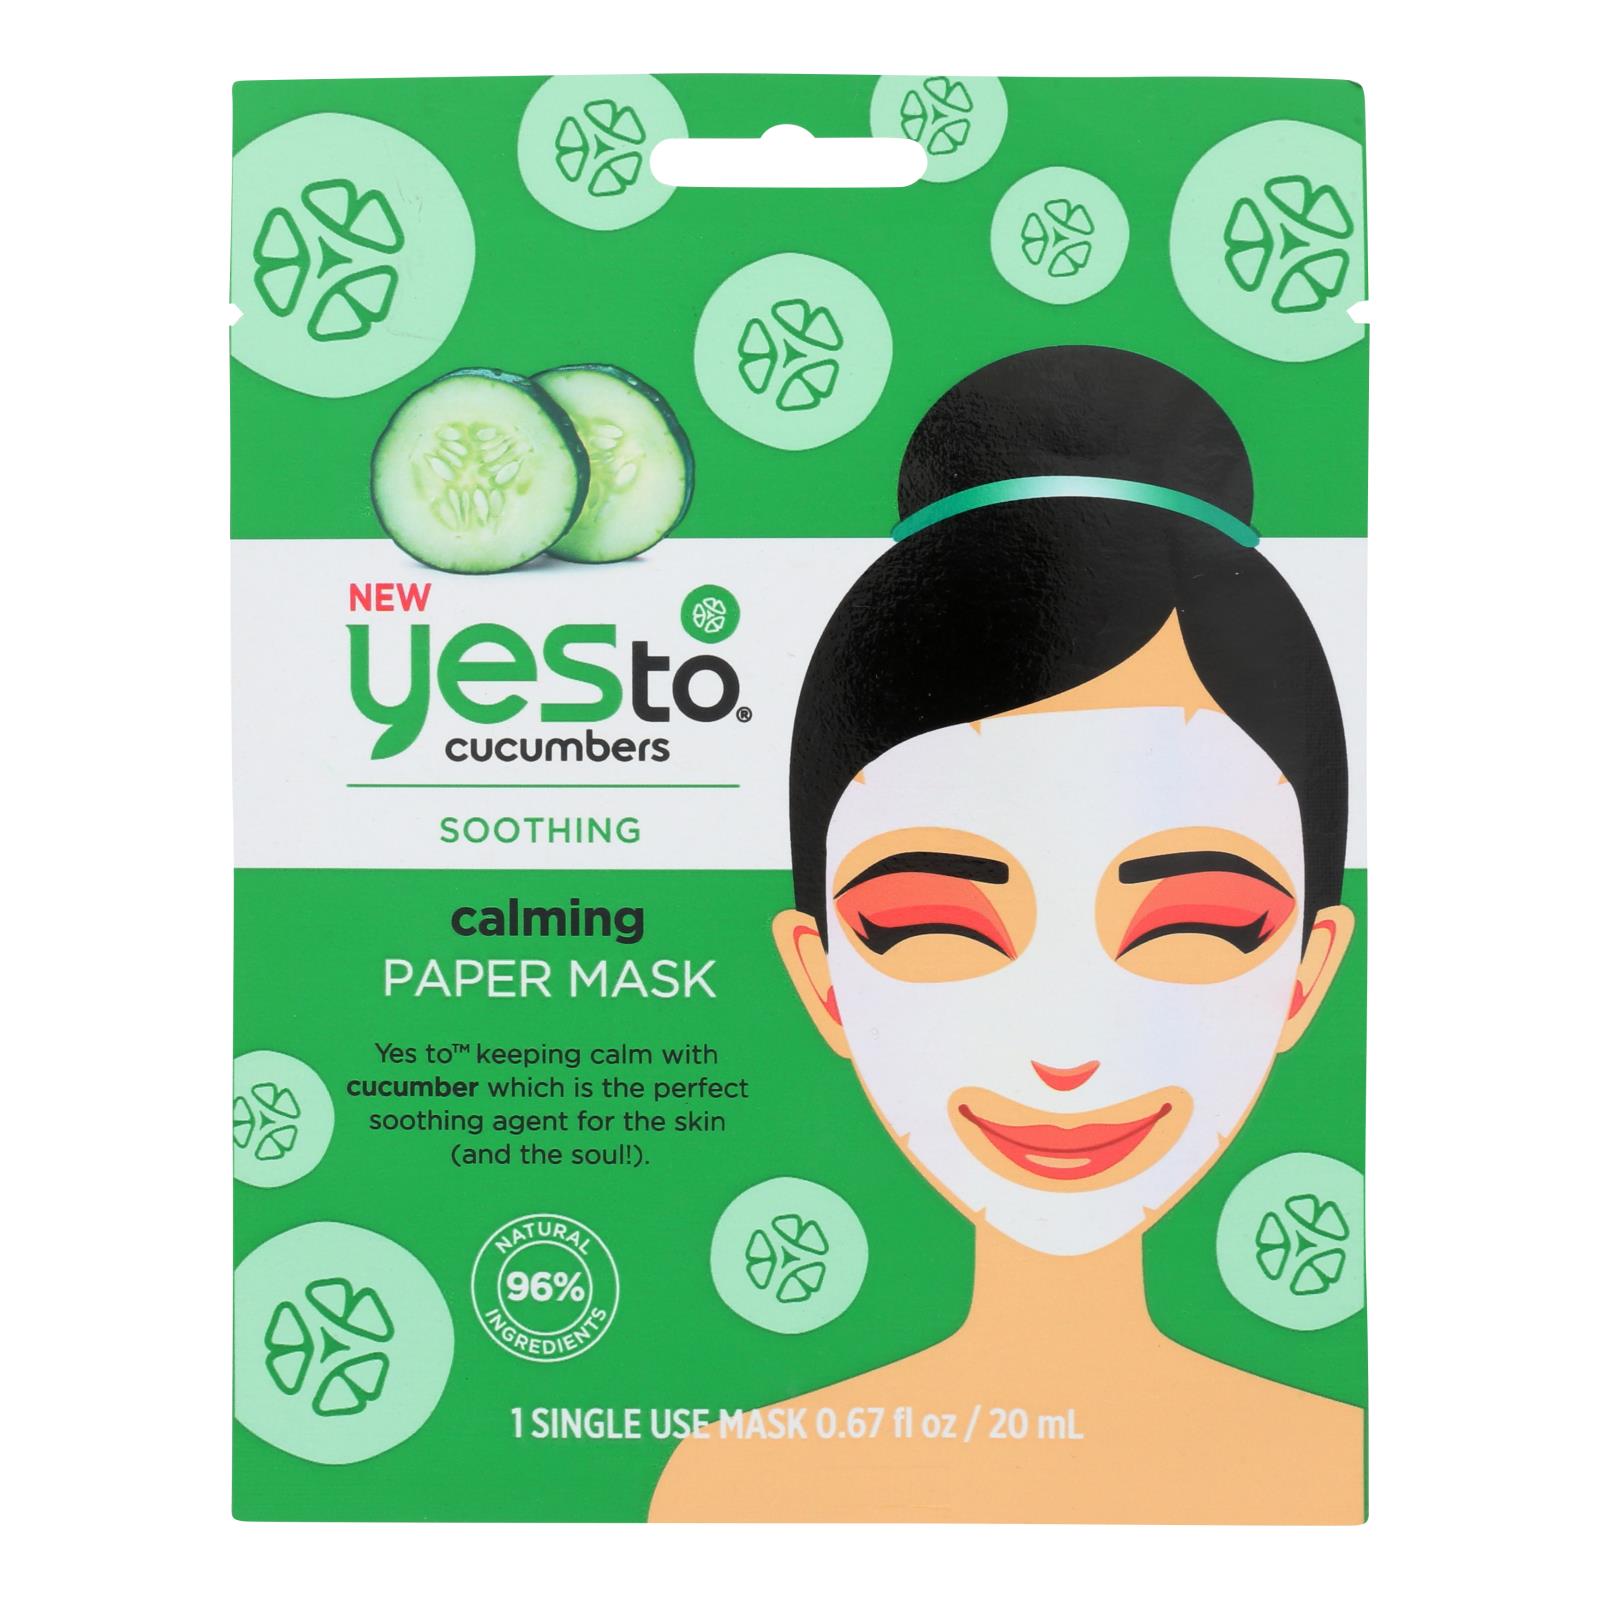 NEW
yes to®
cucumbers
SOOTHING
calming
PAPER MASK
Yes to™ keeping calm with
cucumber which is the perfect
soothing agent for the skin
(and the soul!).
NATURAL
96%
INGREDIENTS
1 SINGLE USE MASK 0.67 fl oz / 20 mL